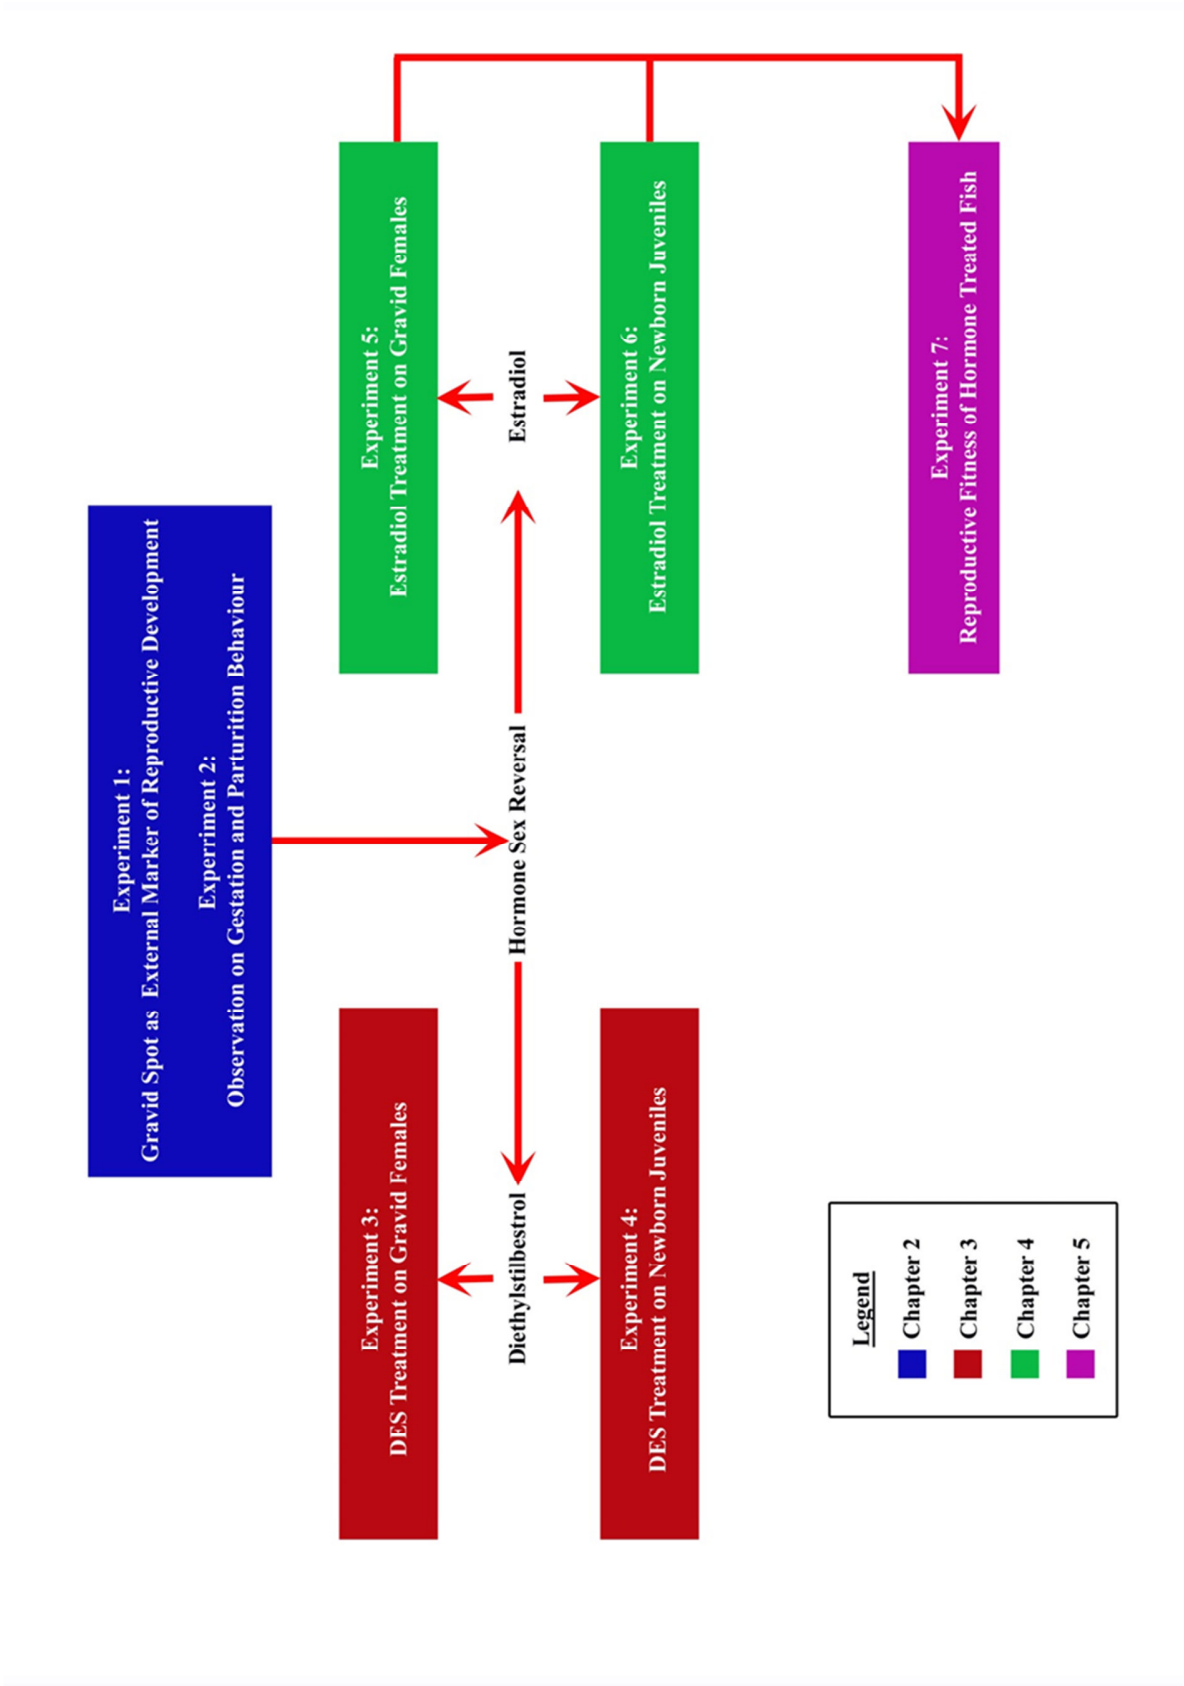 Experiment 1:
Gravid Spot as External Marker of Reproductive Development
Experriment 2:
Observation on Gestation and Parturition Behaviour
Experiment 3:
DES Treatment on Gravid Females
Experiment 5:
Estradiol Treatment on Gravid Females
Diethylstilbestrol
Hormone Sex Reversal
Estradiol
Experiment 4:
DES Treatment on Newborn Juveniles
Experiment 6:
Estradiol Treatment on Newborn Juveniles
Legend
Chapter 2
Chapter 3
Chapter 4
Chapter 5
Experiment 7:
Reproductive Fitness of Hormone Treated Fish